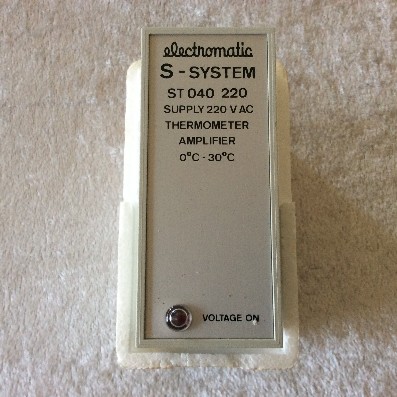 electromatic
S-SYSTEM
ST 040 220
SUPPLY 220 V AC
THERMOMETER
AMPLIFIER
0°C - 30°C
VOLTAGE ON